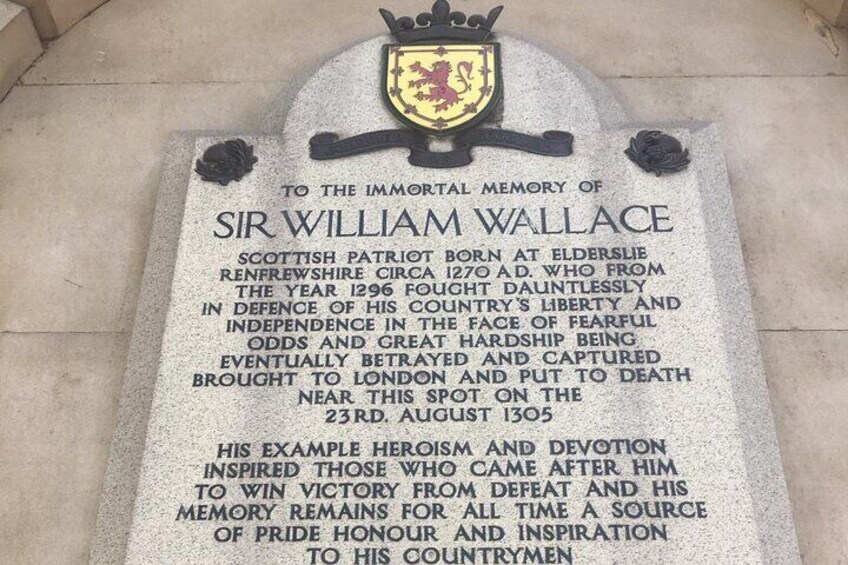 TO THE IMMORTAL MEMORY OF
SIR WILLIAM WALLACE
SCOTTISH PATRIOT BORN AT ELDERSLIE
RENFREWSHIRE CIRCA 1270 A.D. WHO FROM
THE YEAR 1296 FOUGHT DAUNTLESSLY
IN DEFENCE OF HIS COUNTRY'S LIBERTY AND
INDEPENDENCE IN THE FACE OF FEARFUL
ODDS AND GREAT HARDSHIP BEING
EVENTUALLY BETRAYED AND CAPTURED
BROUGHT TO LONDON AND PUT TO DEATH
NEAR THIS SPOT ON THE
23RD. AUGUST 1305
HIS EXAMPLE HEROISM AND DEVOTION
INSPIRED THOSE WHO CAME AFTER HIM
TO WIN VICTORY FROM DEFEAT AND HIS
MEMORY REMAINS FOR ALL TIME A SOURCE
OF PRIDE HONOUR AND INSPIRATION
TO HIS COUNTRYMEN